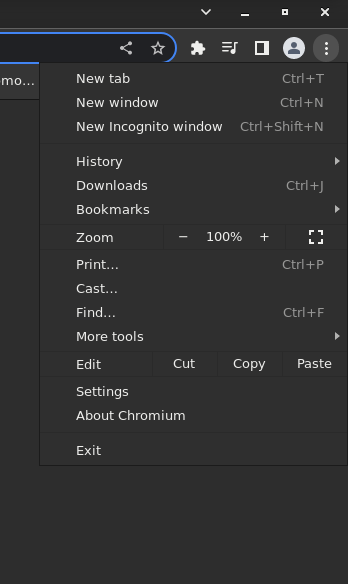 emo...
New tab Ctrl+T
New window Ctrl+N
New Incognito window Ctrl+Shift+N
History
Downloads Ctrl+J
Bookmarks
Zoom − 100% +
Print... Ctrl+P
Cast...
Find... Ctrl+F
More tools
Edit Cut Copy Paste
Settings
About Chromium
Exit